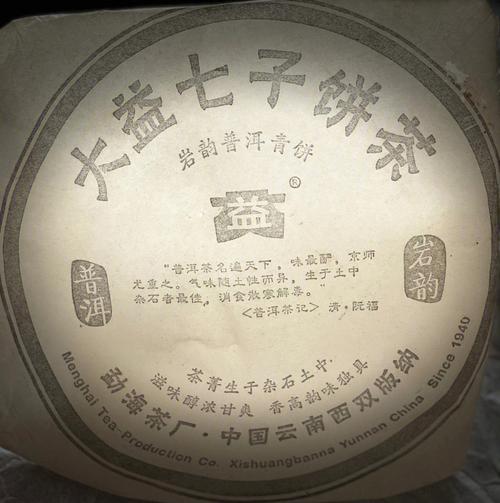 大益七子饼茶
岩韵普洱青饼
®
益
"普洱茶名遍天下，味最酽，京师
尤重之。气味随土性而异，生于土中
杂石者最佳，消食散寒解毒。"
《普洱茶记》 清·阮福
普洱
岩韵
茶菁生于杂石土中，
滋味醇浓甘爽 香高韵味独具
勐海茶厂·中国云南西双版纳
Menghai Tea-Production Co. Xishuangbanna Yunnan China Since 1940